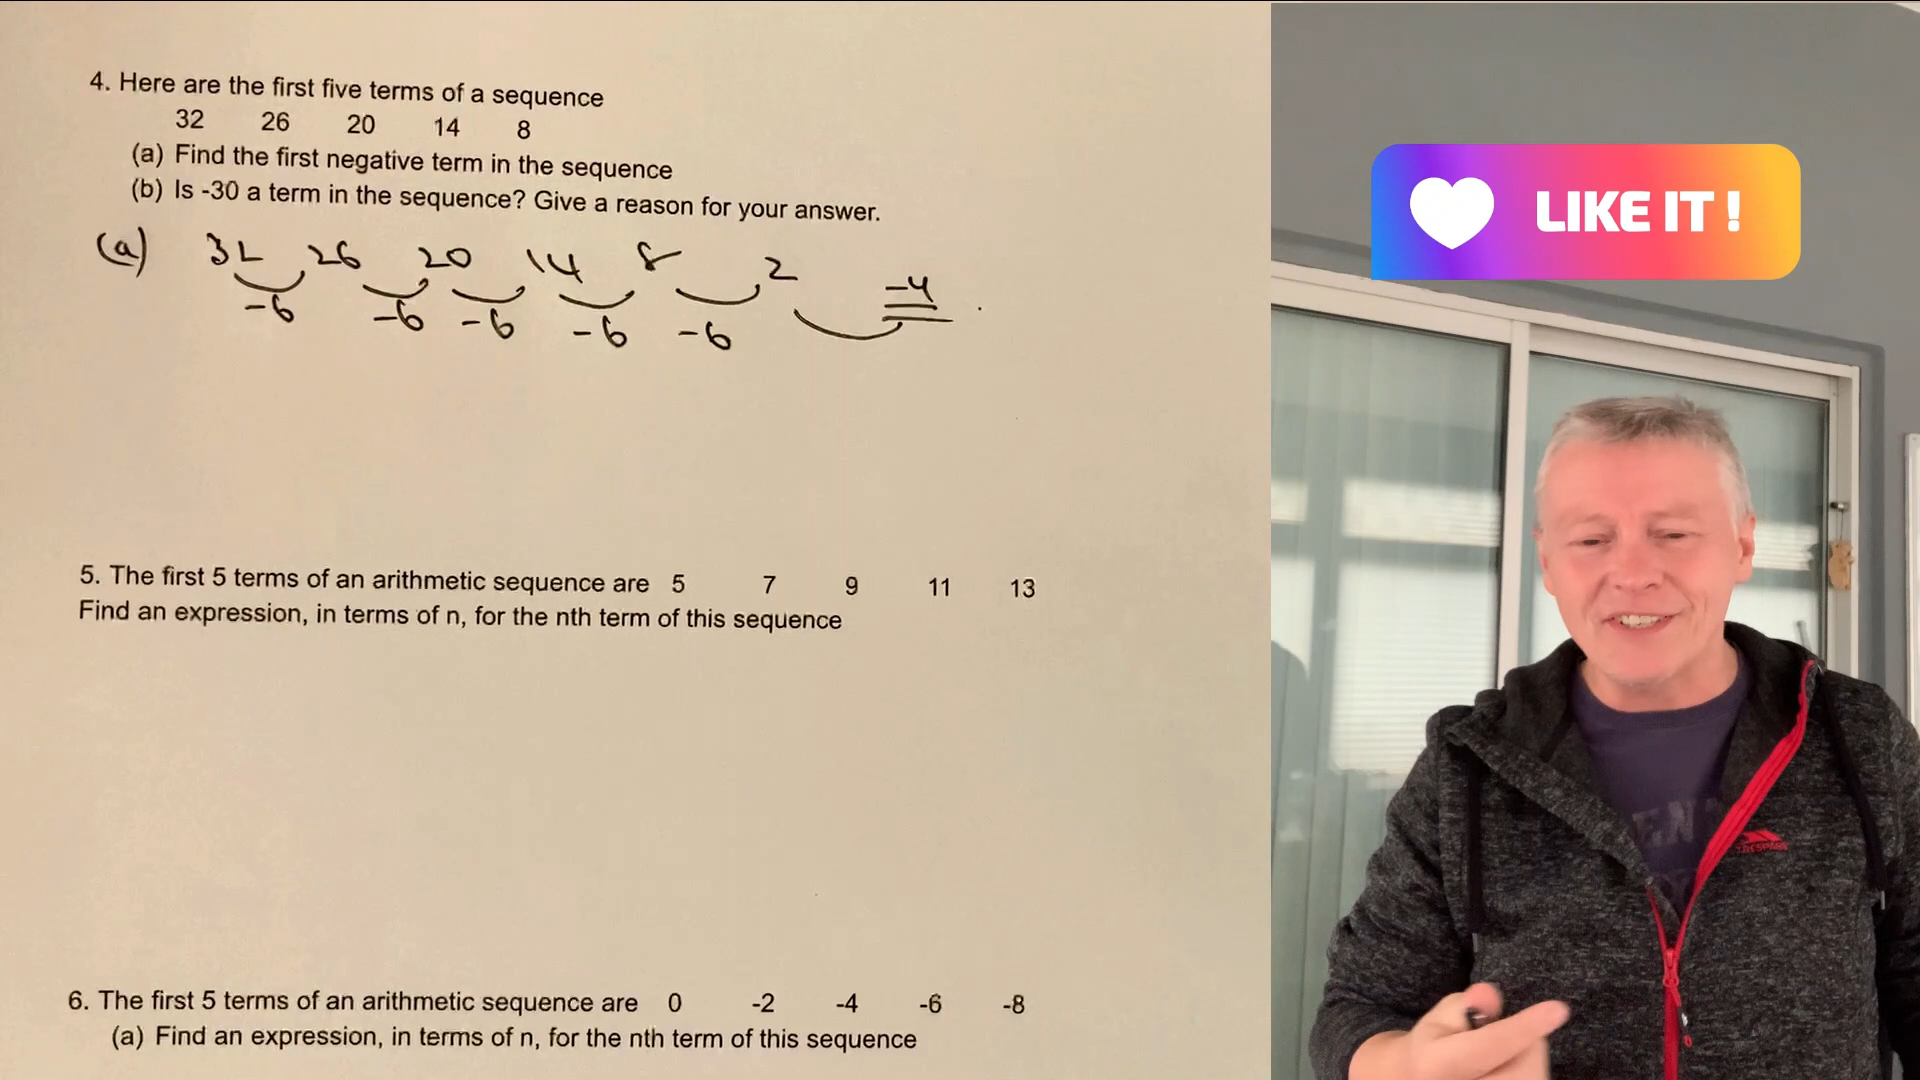 4. Here are the first five terms of a sequence
32 26 20 14 8
(a) Find the first negative term in the sequence
(b) Is -30 a term in the sequence? Give a reason for your answer.
(a) 32 26 20 14 8 2 -4
-6 -6 -6 -6 -6
5. The first 5 terms of an arithmetic sequence are 5 7 9 11 13
Find an expression, in terms of n, for the nth term of this sequence
6. The first 5 terms of an arithmetic sequence are 0 -2 -4 -6 -8
(a) Find an expression, in terms of n, for the nth term of this sequence
LIKE IT !
TRESPASS